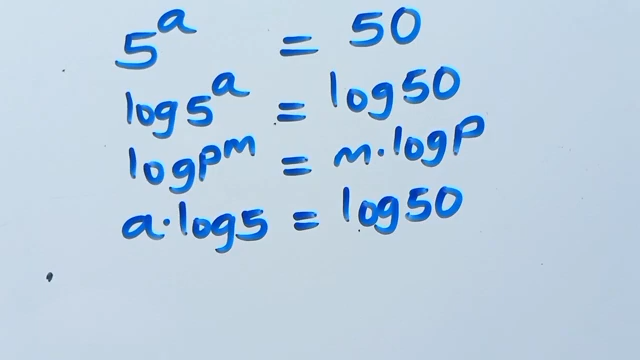 5^a = 50
log5^a = log50
logp^m = m·logp
a·log5 = log50